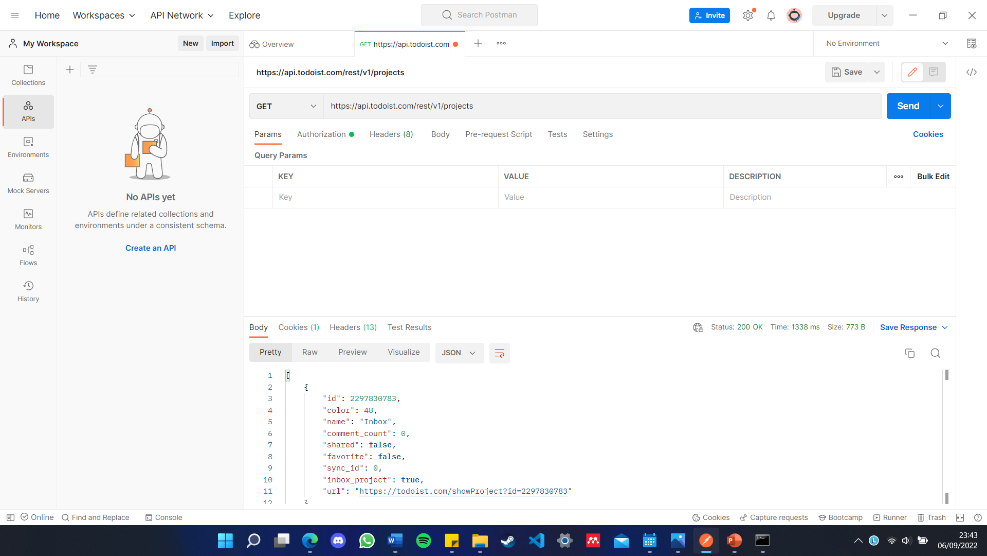 Home Workspaces API Network Explore Search Postman Invite Upgrade
My Workspace New Import Overview GET https://api.todoist.com No Environment
Collections
APIs
Environments
Mock Servers
Monitors
Flows
History
No APIs yet
APIs define related collections and
environments under a consistent schema.
Create an API
https://api.todoist.com/rest/v1/projects Save
GET https://api.todoist.com/rest/v1/projects Send
Params Authorization Headers (8) Body Pre-request Script Tests Settings Cookies
Query Params
KEY VALUE DESCRIPTION Bulk Edit
Key Value Description
Body Cookies (1) Headers (13) Test Results Status: 200 OK Time: 1338 ms Size: 773 B Save Response
Pretty Raw Preview Visualize JSON
1 [
2 {
3 "id": 2297830783,
4 "color": 48,
5 "name": "Inbox",
6 "comment_count": 0,
7 "shared": false,
8 "favorite": false,
9 "sync_id": 0,
10 "inbox_project": true,
11 "url": "https://todoist.com/showProject?id=2297830783"
12 }
Online Find and Replace Console Cookies Capture requests Bootcamp Runner Trash
23:43
06/09/2022